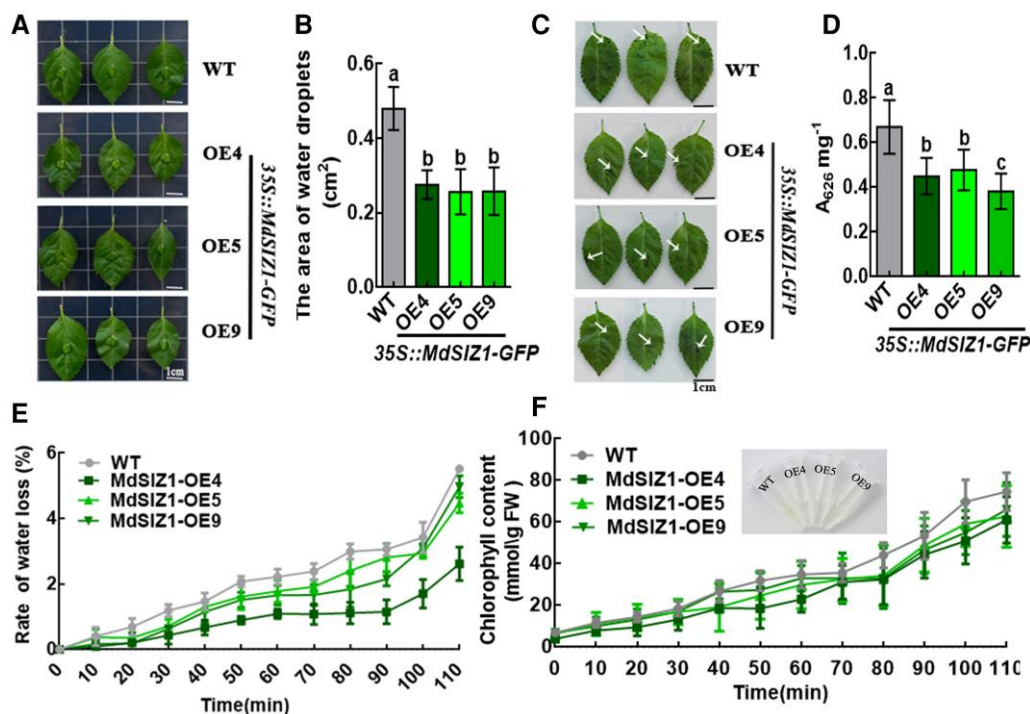 A
WT
OE4
OE5
OE9
35S::MdSIZ1-GFP
1cm
B
The area of water droplets
(cm²)
0.6
0.4
0.2
0.0
a
b
b
b
WT
OE4
OE5
OE9
35S::MdSIZ1-GFP
C
WT
OE4
OE5
OE9
35S::MdSIZ1-GFP
1cm
D
A626 mg-1
1.0
0.8
0.6
0.4
0.2
0.0
a
b
b
c
WT
OE4
OE5
OE9
35S::MdSIZ1-GFP
E
Rate of water loss (%)
6
4
2
0
WT
MdSIZ1-OE4
MdSIZ1-OE5
MdSIZ1-OE9
0 10 20 30 40 50 60 70 80 90 100 110
Time(min)
F
Chlorophyll content
(mmol\g FW)
100
80
60
40
20
0
WT
MdSIZ1-OE4
MdSIZ1-OE5
MdSIZ1-OE9
WT
OE4
OE5
OE9
0 10 20 30 40 50 60 70 80 90 100 110
Time(min)